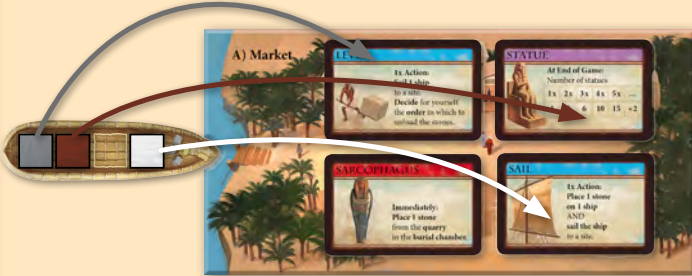 A) Market
LEV
1x Action:
Sail 1 ship
to a site.
Decide for yourself
the order in which to
unload the stones.
STATUE
At End of Game:
Number of statues
1x 2x 3x 4x 5x ...
6 10 15 +2
SARCOPHAGUS
Immediately:
Place 1 stone
from the quarry
in the burial chamber.
SAIL
1x Action:
Place 1 stone
on 1 ship
AND
sail the ship
to a site.